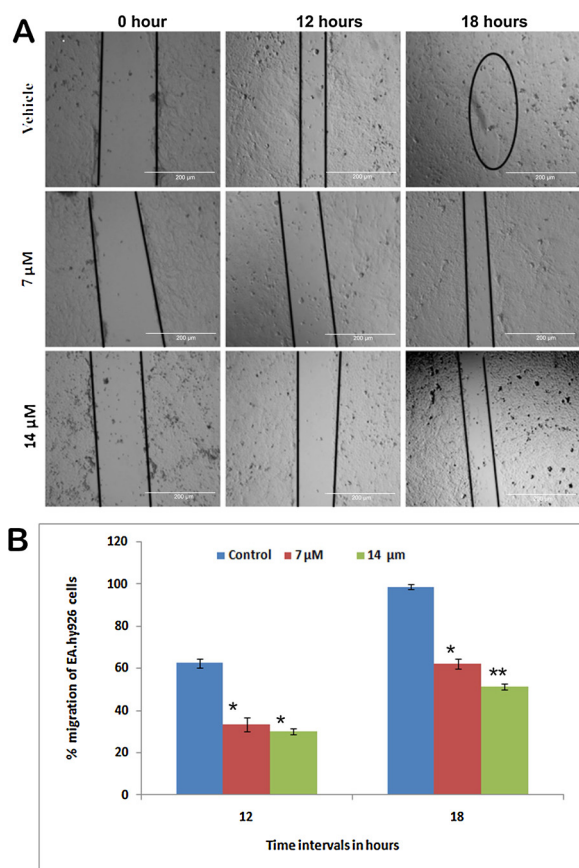 A
0 hour 12 hours 18 hours
Vehicle
200 µm 200 µm 200 µm
7 µM
200 µm 200 µm 200 µm
14 µM
200 µm 200 µm
B
Control 7 µM 14 µm
120
100
80
60
40
20
0
% migration of EA.hy926 cells
* * * **
12 18
Time intervals in hours